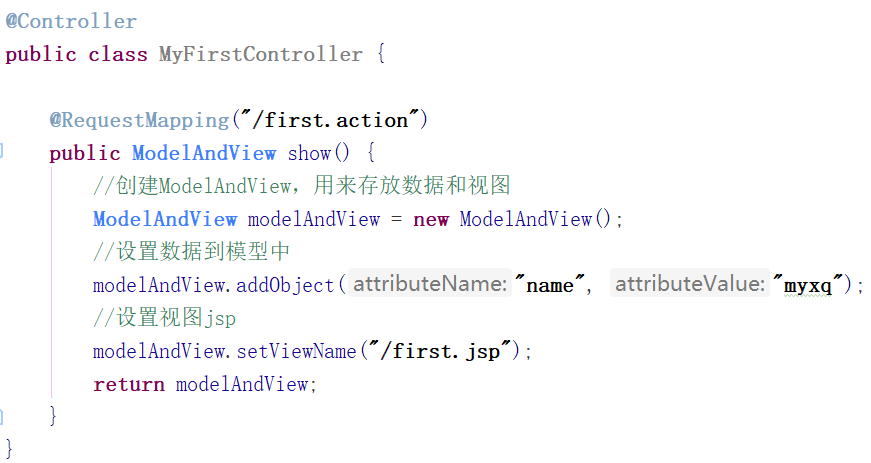 @Controller
public class MyFirstController {
@RequestMapping("/first.action")
public ModelAndView show() {
//创建ModelAndView，用来存放数据和视图
ModelAndView modelAndView = new ModelAndView();
//设置数据到模型中
modelAndView.addObject( attributeName: "name", attributeValue: "myxq");
//设置视图jsp
modelAndView.setViewName("/first.jsp");
return modelAndView;
}
}